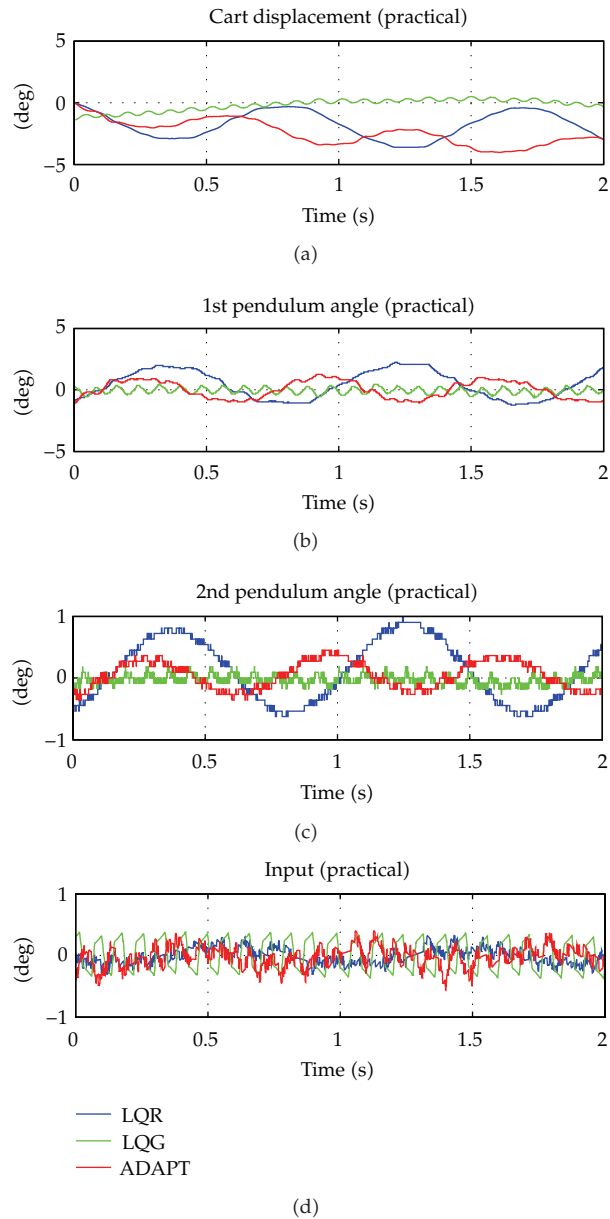 Cart displacement (practical)
5
0
−5
(deg)
0 0.5 1 1.5 2
Time (s)
(a)
1st pendulum angle (practical)
5
0
−5
(deg)
0 0.5 1 1.5 2
Time (s)
(b)
2nd pendulum angle (practical)
1
0
−1
(deg)
0 0.5 1 1.5 2
Time (s)
(c)
Input (practical)
1
0
−1
(deg)
0 0.5 1 1.5 2
Time (s)
LQR
LQG
ADAPT
(d)